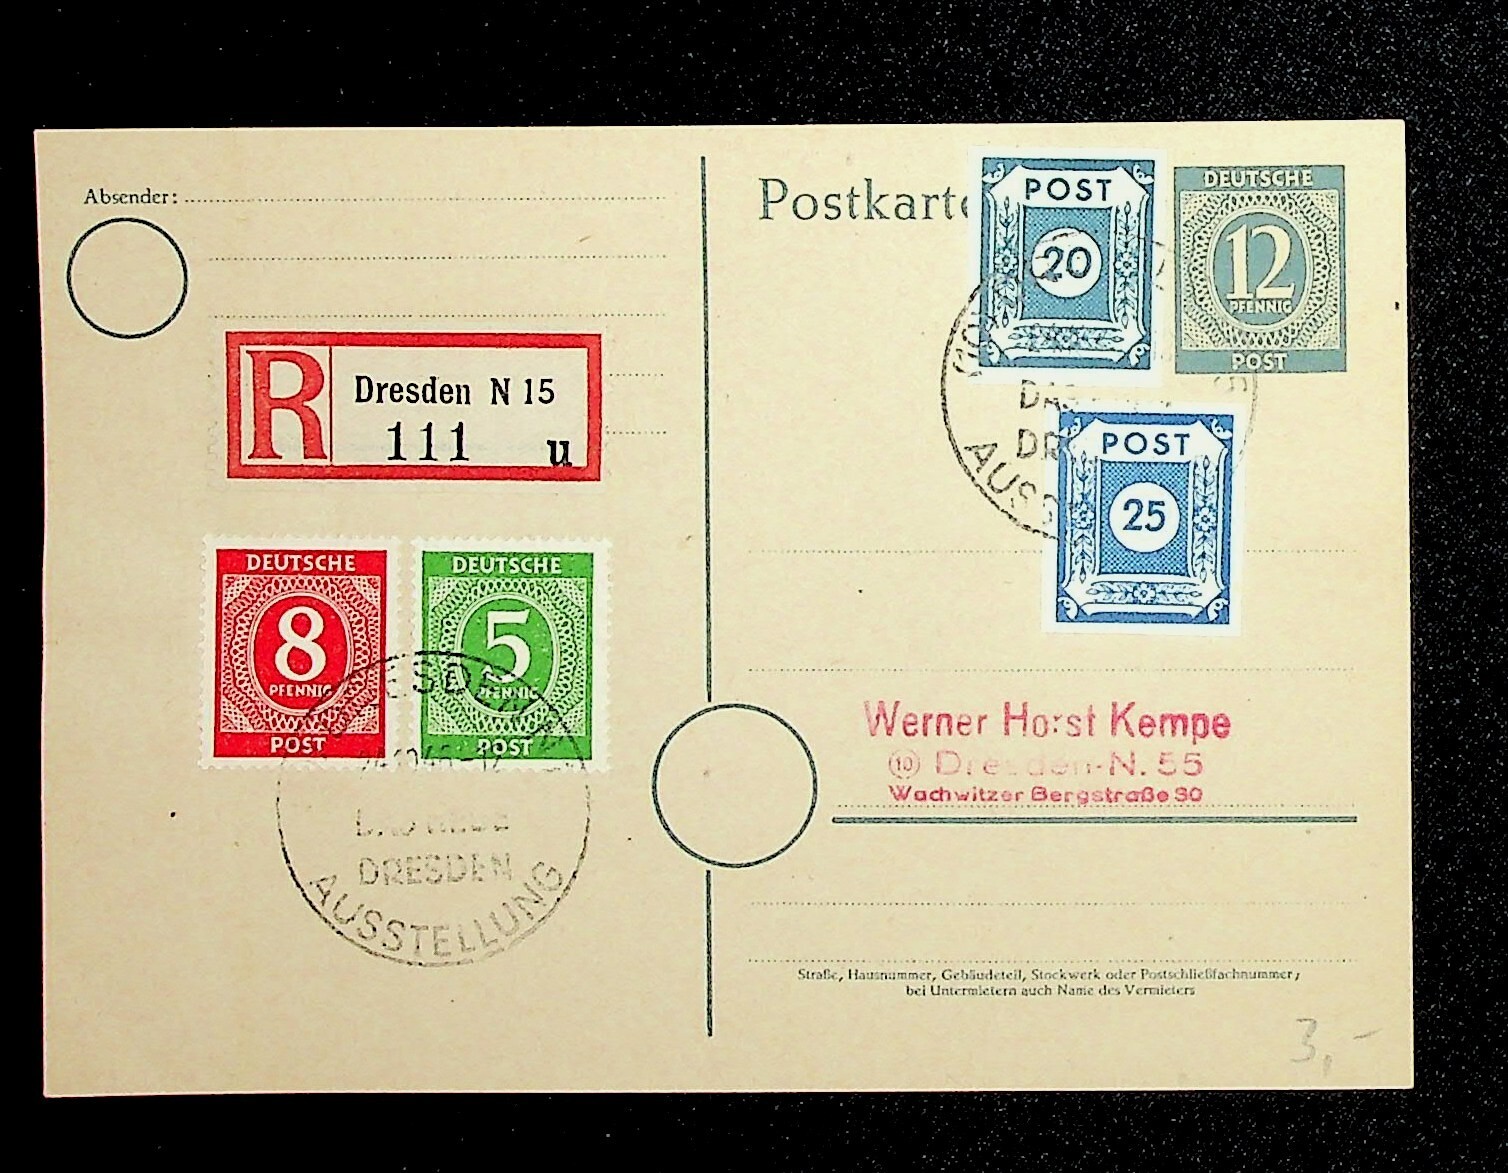 Absender:
R
Dresden N 15
111 u
DEUTSCHE
8
PFENNIG
POST
DEUTSCHE
5
PFENNIG
POST
DRESDEN
AUSSTELLUNG
Postkarte
POST
20
DEUTSCHE
12
PFENNIG
POST
POST
25
Werner Horst Kempe
(10) Dresden-N. 55
Wachwitzer Bergstraße 30
Straße, Hausnummer, Gebäudeteil, Stockwerk oder Postschließfachnummer;
bei Untermietern auch Name des Vermieters
3,-